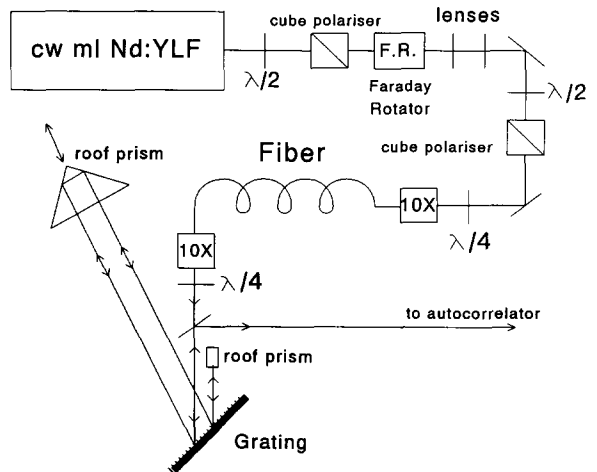 cw ml Nd:YLF
λ/2
cube polariser
F.R.
Faraday
Rotator
lenses
λ/2
cube polariser
10X
λ/4
Fiber
roof prism
10X
λ/4
to autocorrelator
roof prism
Grating